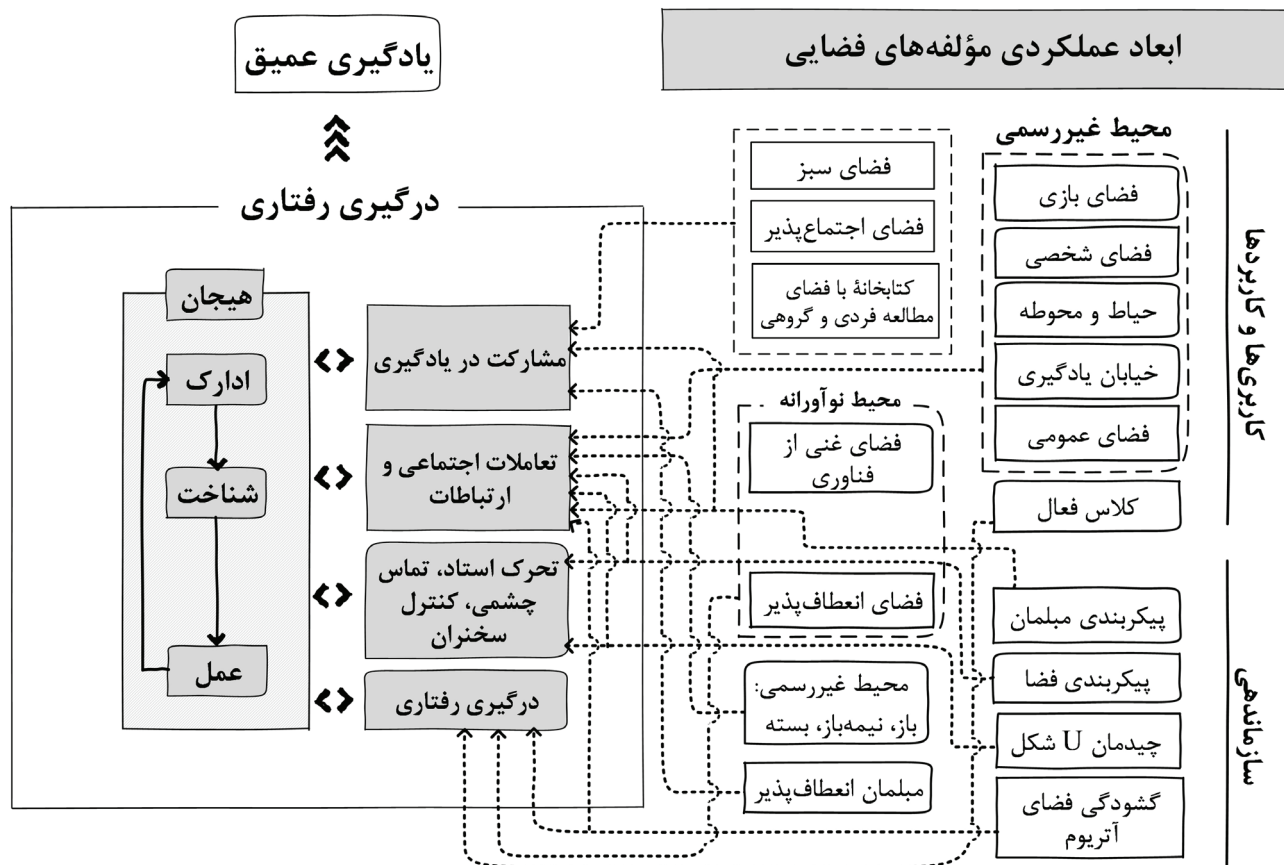 ابعاد عملکردی مؤلفه‌های فضایی
یادگیری عمیق
کاربری‌ها و کاربردها
محیط غیررسمی
فضای بازی
فضای شخصی
حیاط و محوطه
خیابان یادگیری
فضای عمومی
کلاس فعال
فضای سبز
فضای اجتماع‌پذیر
کتابخانهٔ با فضای
مطالعه فردی و گروهی
محیط نوآورانه
فضای غنی از
فناوری
فضای انعطاف‌پذیر
سازماندهی
پیکربندی مبلمان
پیکربندی فضا
چیدمان U شکل
گشودگی فضای
آتریوم
محیط غیررسمی:
باز، نیمه‌باز، بسته
مبلمان انعطاف‌پذیر
درگیری رفتاری
مشارکت در یادگیری
تعاملات اجتماعی و
ارتباطات
تحرک استاد، تماس
چشمی، کنترل
سخنران
درگیری رفتاری
هیجان
ادارک
شناخت
عمل